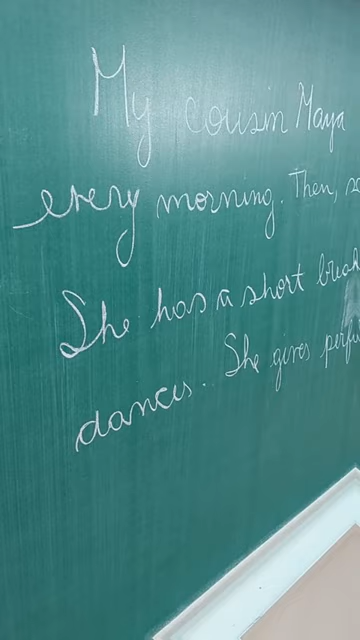 My cousin Maya
every morning. Then,
She has a short
dances. She gives